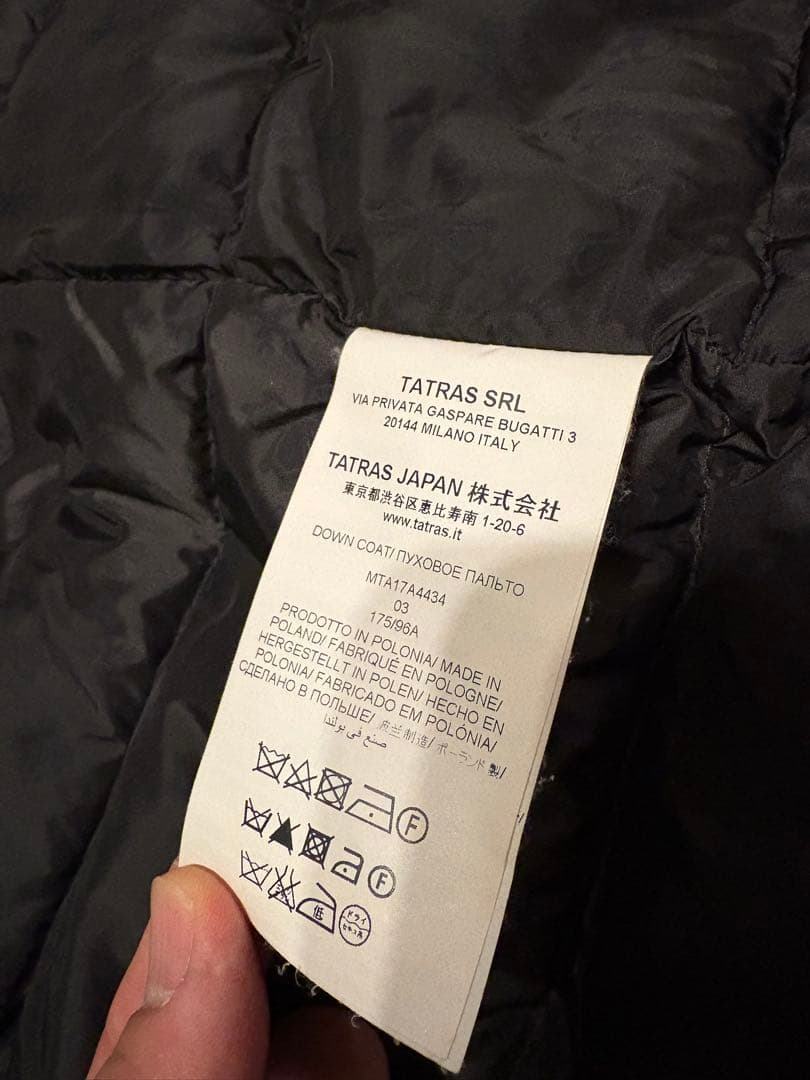 TATRAS SRL
VIA PRIVATA GASPARE BUGATTI 3
20144 MILANO ITALY
TATRAS JAPAN 株式会社
東京都渋谷区恵比寿南 1-20-6
www.tatras.it
DOWN COAT/ ПУХОВОЕ ПАЛЬТО
MTA17A4434
03
175/96A
PRODOTTO IN POLONIA/ MADE IN
POLAND/ FABRIQUÉ EN POLOGNE/
HERGESTELLT IN POLEN/ HECHO EN
POLONIA/ FABRICADO EM POLÓNIA/
СДЕЛАНО В ПОЛЬШЕ/ 波兰制造/ ポーランド製/
صنع في بولندا
F
F
低 ドライ
セキユ系